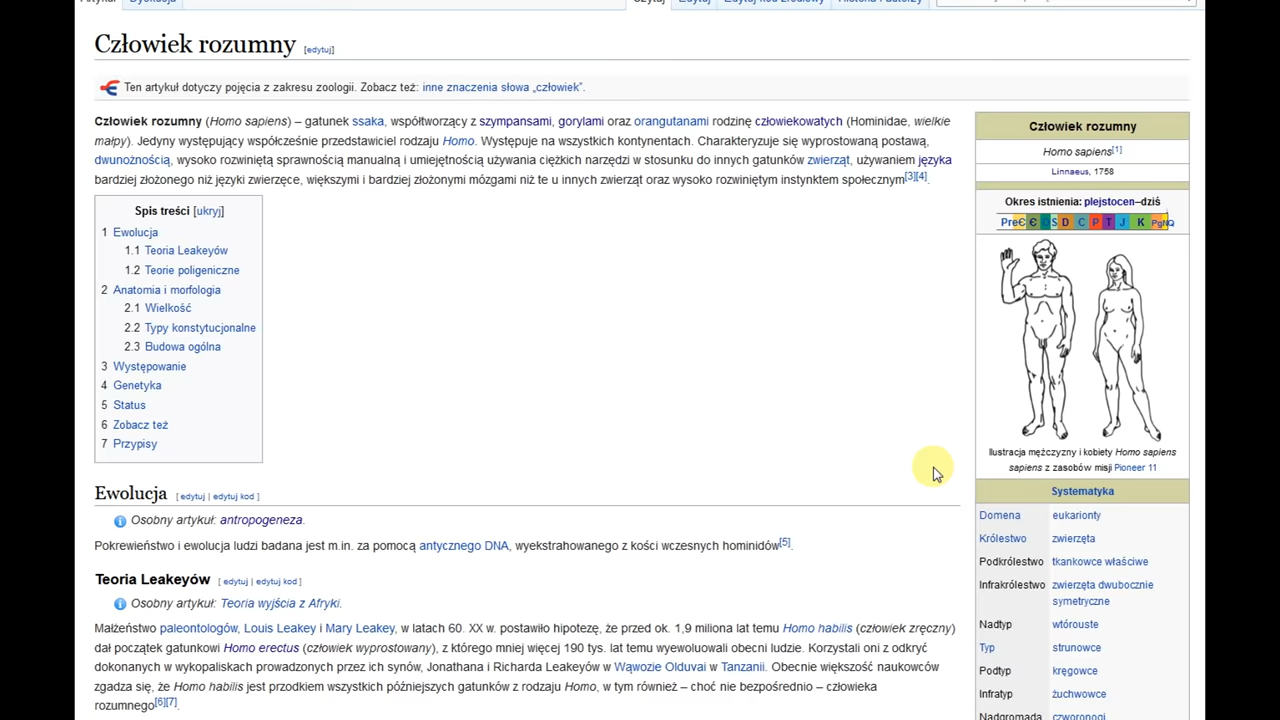 Artykuł Dyskusja Czytaj Edytuj Edytuj kod źródłowy Historia i autorzy
Człowiek rozumny [edytuj]
Ten artykuł dotyczy pojęcia z zakresu zoologii. Zobacz też: inne znaczenia słowa „człowiek”.
Człowiek rozumny (Homo sapiens) – gatunek ssaka, współtworzący z szympansami, gorylami oraz orangutanami rodzinę człowiekowatych (Hominidae, wielkie
małpy). Jedyny występujący współcześnie przedstawiciel rodzaju Homo. Występuje na wszystkich kontynentach. Charakteryzuje się wyprostowaną postawą,
dwunożnością, wysoko rozwiniętą sprawnością manualną i umiejętnością używania ciężkich narzędzi w stosunku do innych gatunków zwierząt, używaniem języka
bardziej złożonego niż języki zwierzęce, większymi i bardziej złożonymi mózgami niż te u innych zwierząt oraz wysoko rozwiniętym instynktem społecznym[3][4].
Spis treści [ukryj]
1 Ewolucja
1.1 Teoria Leakeyów
1.2 Teorie poligeniczne
2 Anatomia i morfologia
2.1 Wielkość
2.2 Typy konstytucjonalne
2.3 Budowa ogólna
3 Występowanie
4 Genetyka
5 Status
6 Zobacz też
7 Przypisy
Ewolucja [ edytuj | edytuj kod ]
Osobny artykuł: antropogeneza.
Pokrewieństwo i ewolucja ludzi badana jest m.in. za pomocą antycznego DNA, wyekstrahowanego z kości wczesnych hominidów[5].
Teoria Leakeyów [ edytuj | edytuj kod ]
Osobny artykuł: Teoria wyjścia z Afryki.
Małżeństwo paleontologów, Louis Leakey i Mary Leakey, w latach 60. XX w. postawiło hipotezę, że przed ok. 1,9 miliona lat temu Homo habilis (człowiek zręczny)
dał początek gatunkowi Homo erectus (człowiek wyprostowany), z którego mniej więcej 190 tys. lat temu wyewoluowali obecni ludzie. Korzystali oni z odkryć
dokonanych w wykopaliskach prowadzonych przez ich synów, Jonathana i Richarda Leakeyów w Wąwozie Olduvai w Tanzanii. Obecnie większość naukowców
zgadza się, że Homo habilis jest przodkiem wszystkich późniejszych gatunków z rodzaju Homo, w tym również – choć nie bezpośrednio – człowieka
rozumnego[6][7].
Człowiek rozumny
Homo sapiens[1]
Linnaeus, 1758
Okres istnienia: plejstocen–dziś
PreЄ Є O S D C P T J K PgNQ
Ilustracja mężczyzny i kobiety Homo sapiens
sapiens z zasobów misji Pioneer 11
Systematyka
Domena eukarionty
Królestwo zwierzęta
Podkrólestwo tkankowce właściwe
Infrakrólestwo zwierzęta dwubocznie
symetryczne
Nadtyp wtórouste
Typ strunowce
Podtyp kręgowce
Infratyp żuchwowce
Nadgromada czworonogi